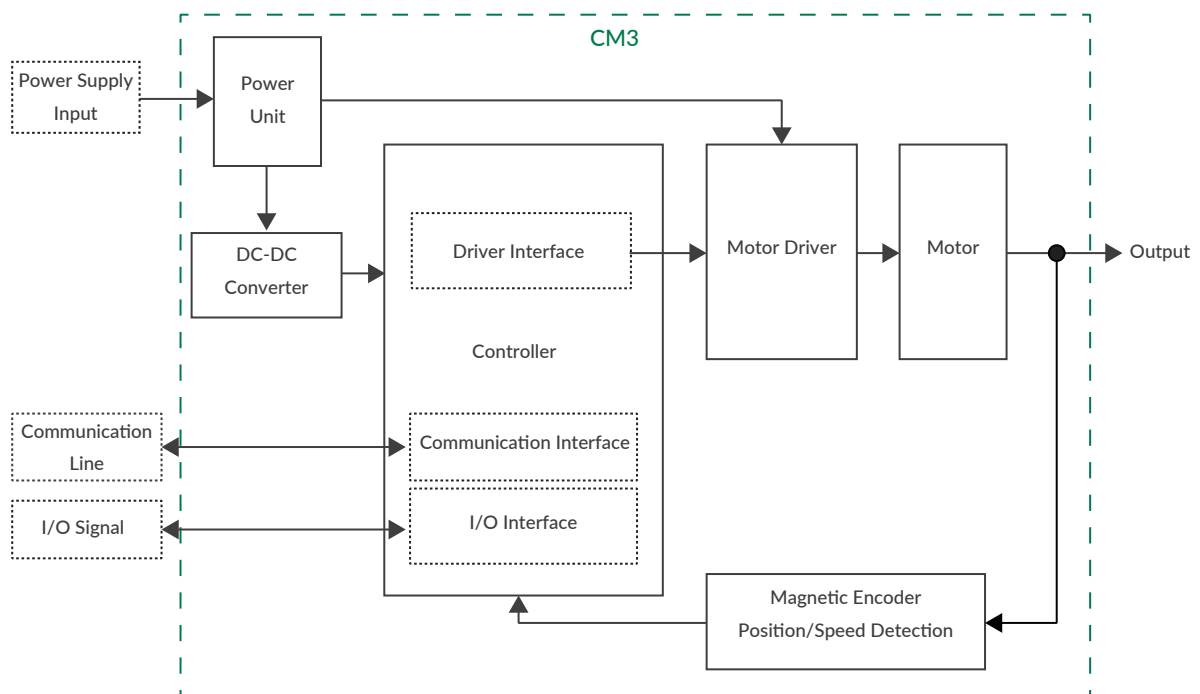 CM3
Power Supply
Input
Power
Unit
DC-DC
Converter
Driver Interface
Motor Driver
Motor
Output
Controller
Communication
Line
Communication Interface
I/O Signal
I/O Interface
Magnetic Encoder
Position/Speed Detection